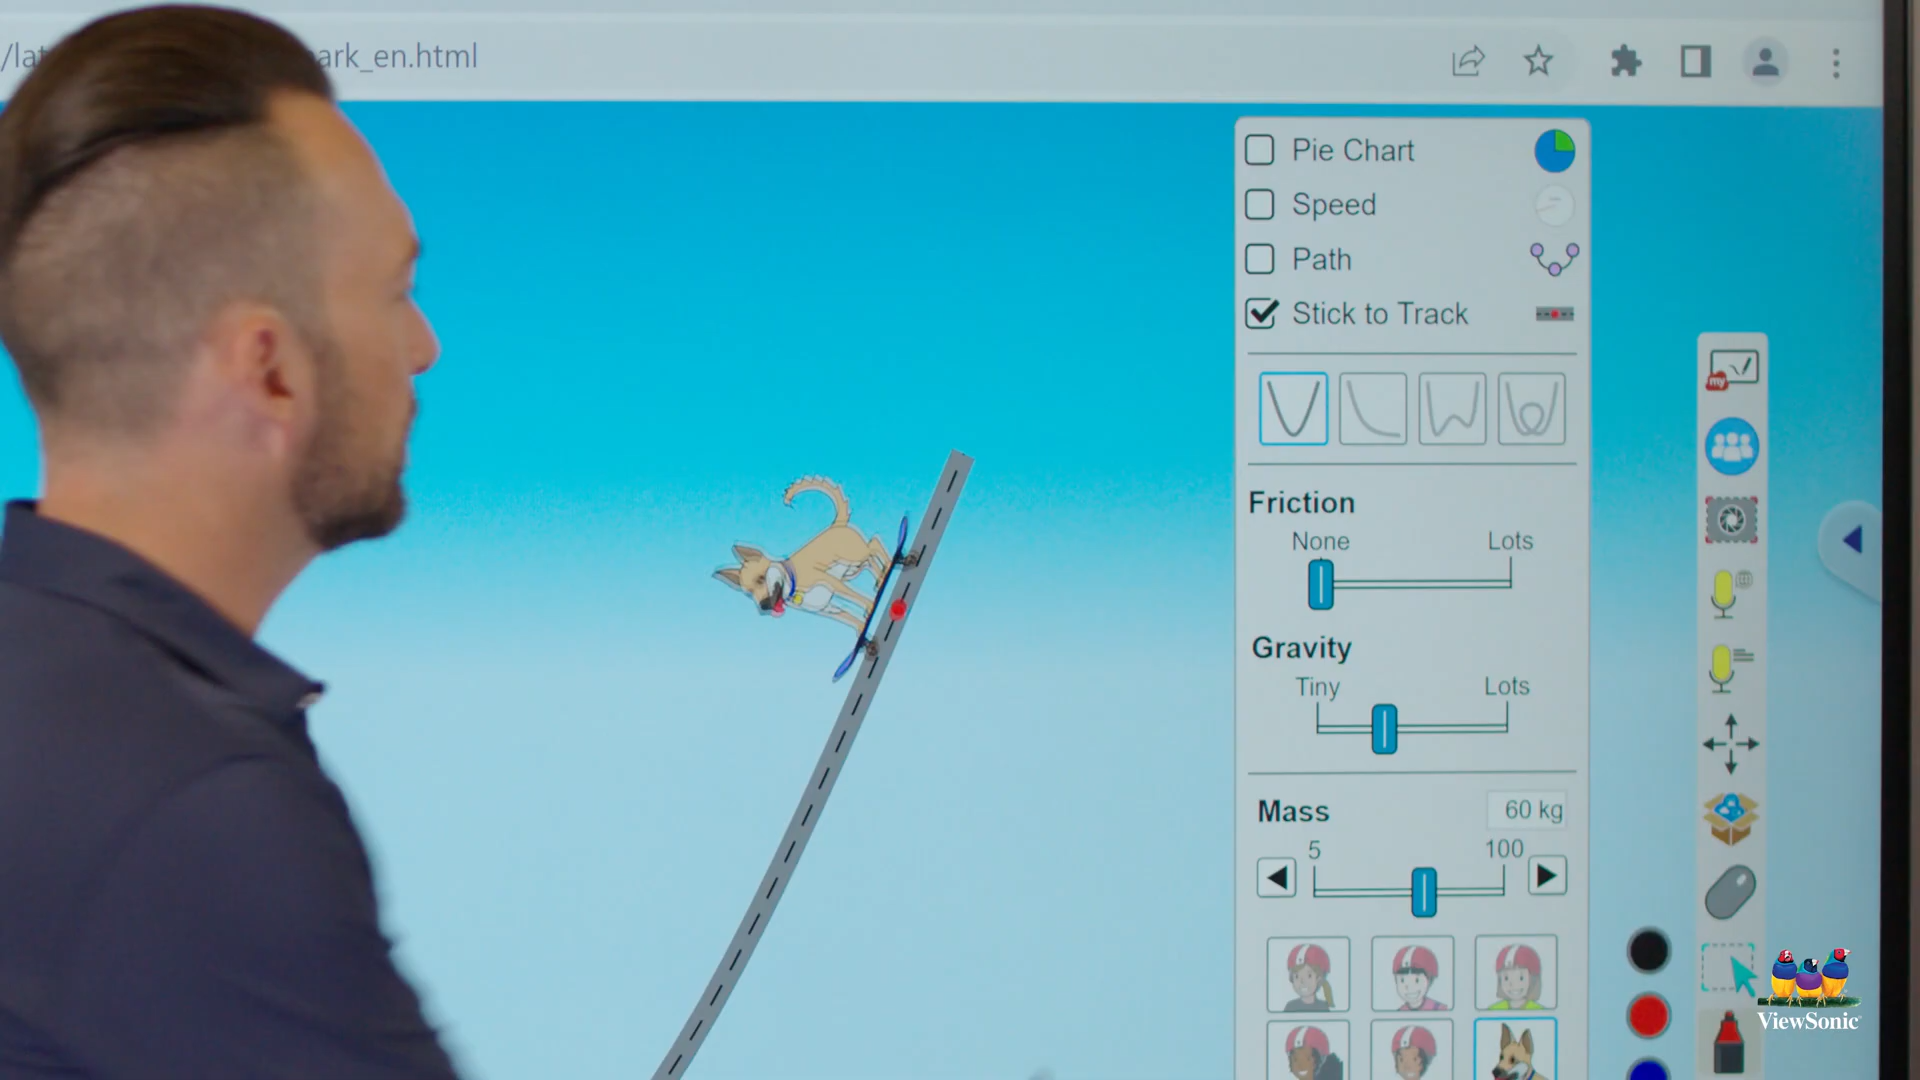 /lat
ark_en.html
Pie Chart
Speed
Path
Stick to Track
Friction
None Lots
Gravity
Tiny Lots
Mass 60 kg
5 100
my
ViewSonic